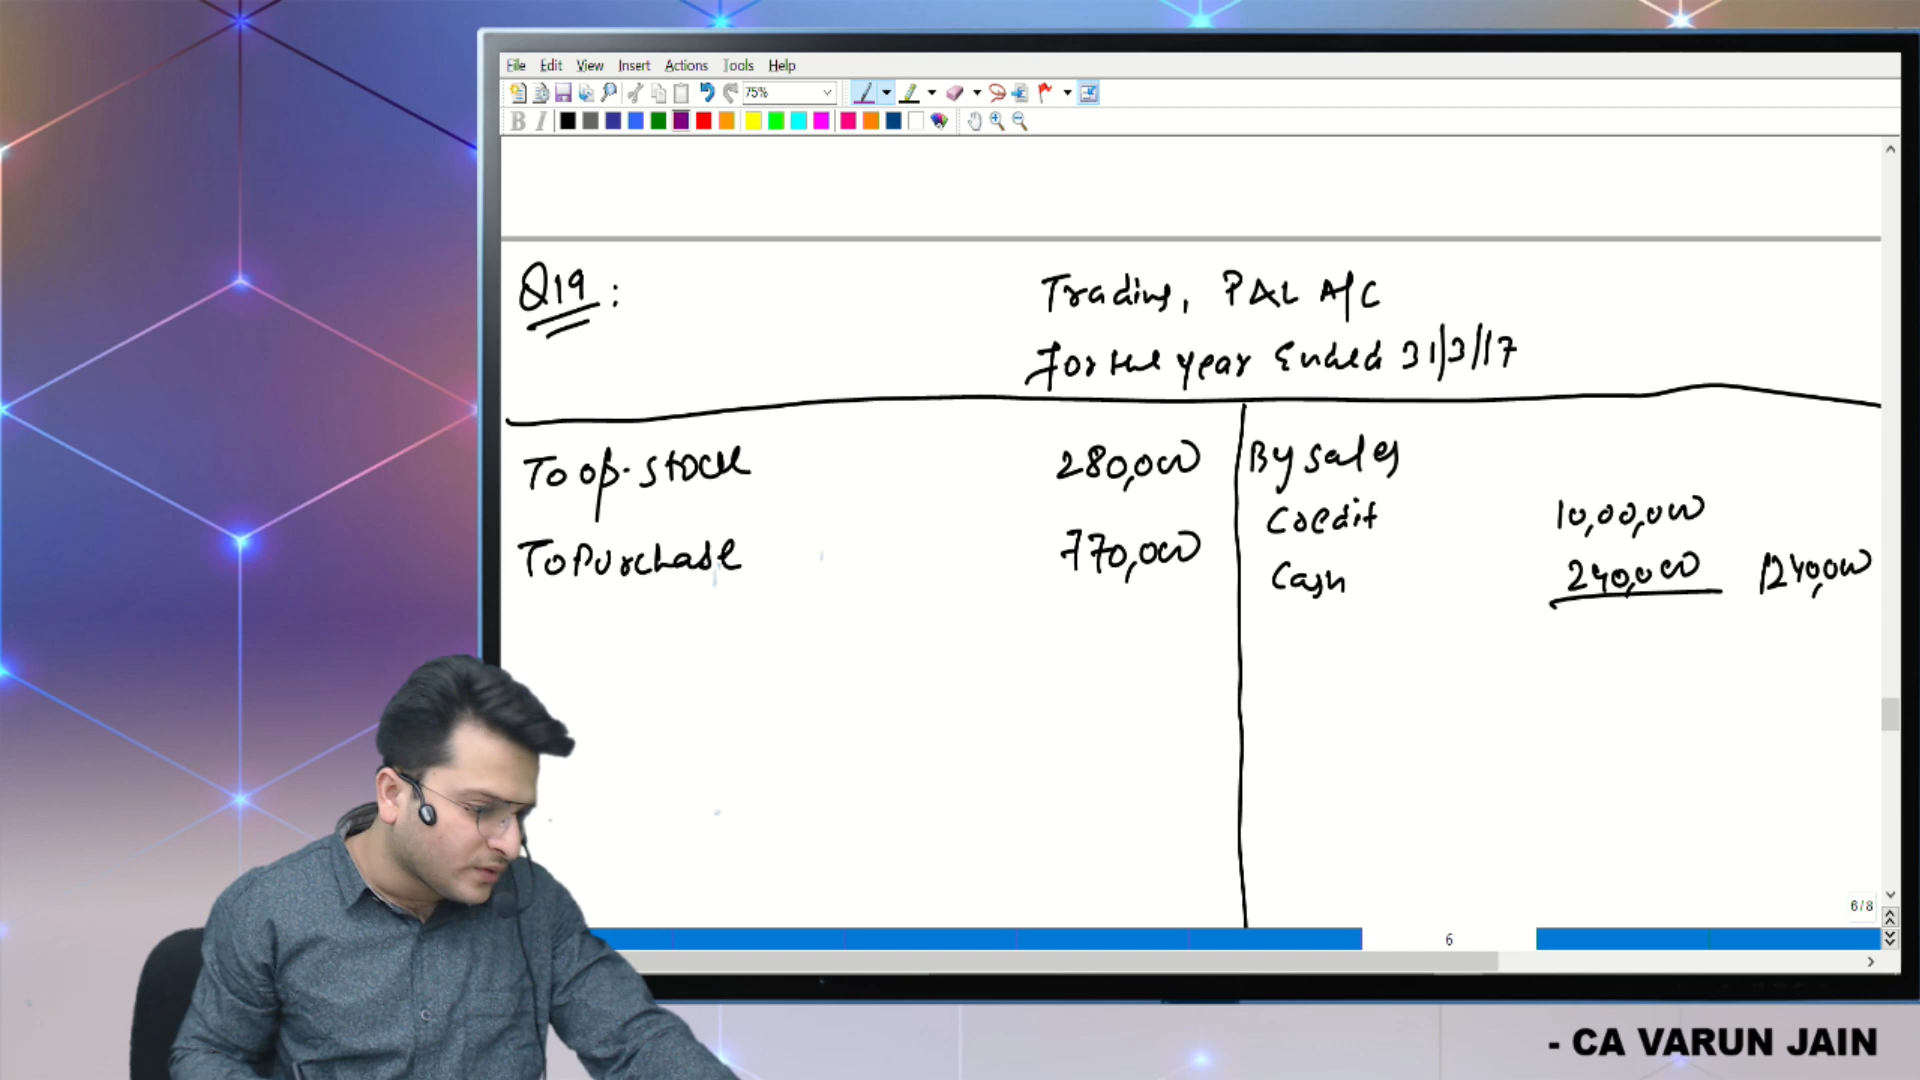 File Edit View Insert Actions Tools Help
75%
B I
Q19 :
Trading, P&L A/C
For the year Ended 31/3/17
To op. stock 280,000
To Purchase 770,000
By sales
Credit 10,00,000
Cash 240,000 1240,000
6/8
6
- CA VARUN JAIN